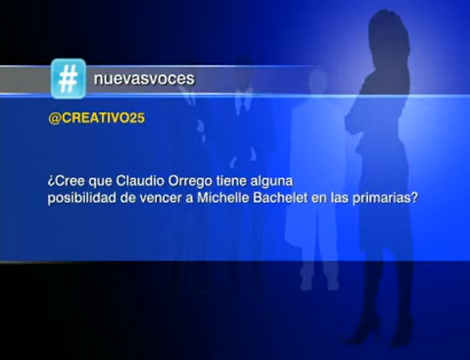 # nuevasvoces
@CREATIVO25
¿Cree que Claudio Orrego tiene alguna
posibilidad de vencer a Michelle Bachelet en las primarias?